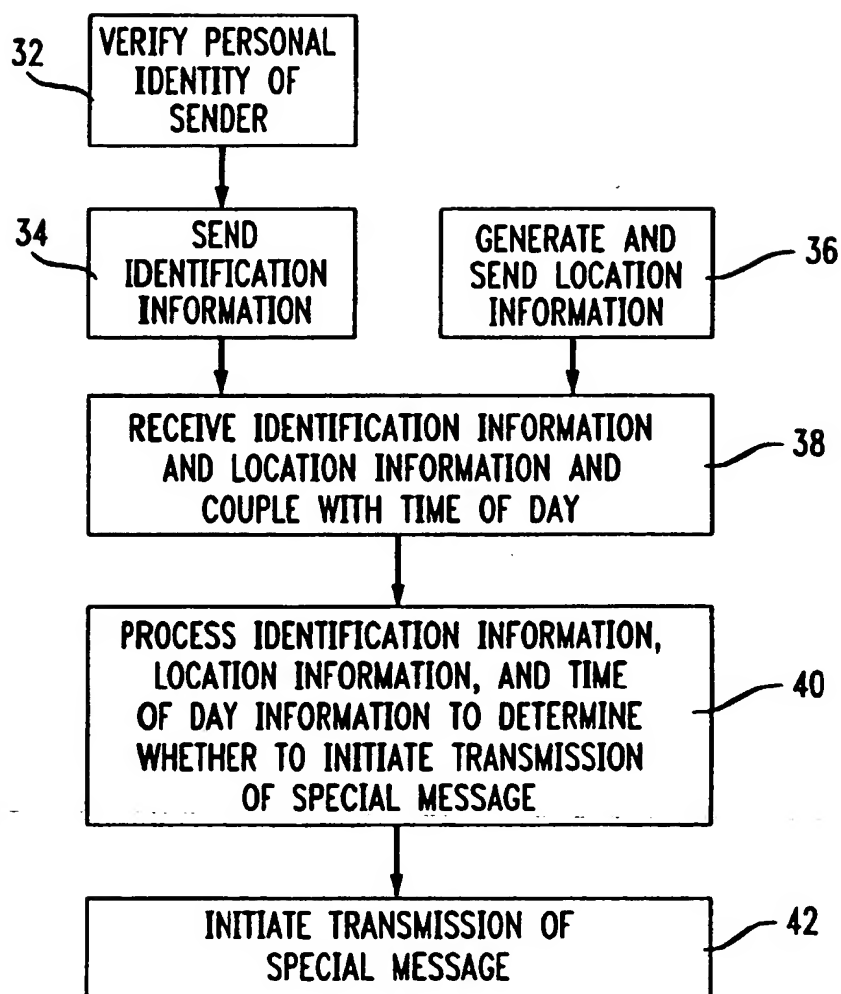 32
VERIFY PERSONAL
IDENTITY OF
SENDER
34
SEND
IDENTIFICATION
INFORMATION
GENERATE AND
SEND LOCATION
INFORMATION
36
RECEIVE IDENTIFICATION INFORMATION
AND LOCATION INFORMATION AND
COUPLE WITH TIME OF DAY
38
PROCESS IDENTIFICATION INFORMATION,
LOCATION INFORMATION, AND TIME
OF DAY INFORMATION TO DETERMINE
WHETHER TO INITIATE TRANSMISSION
OF SPECIAL MESSAGE
40
INITIATE TRANSMISSION OF
SPECIAL MESSAGE
42